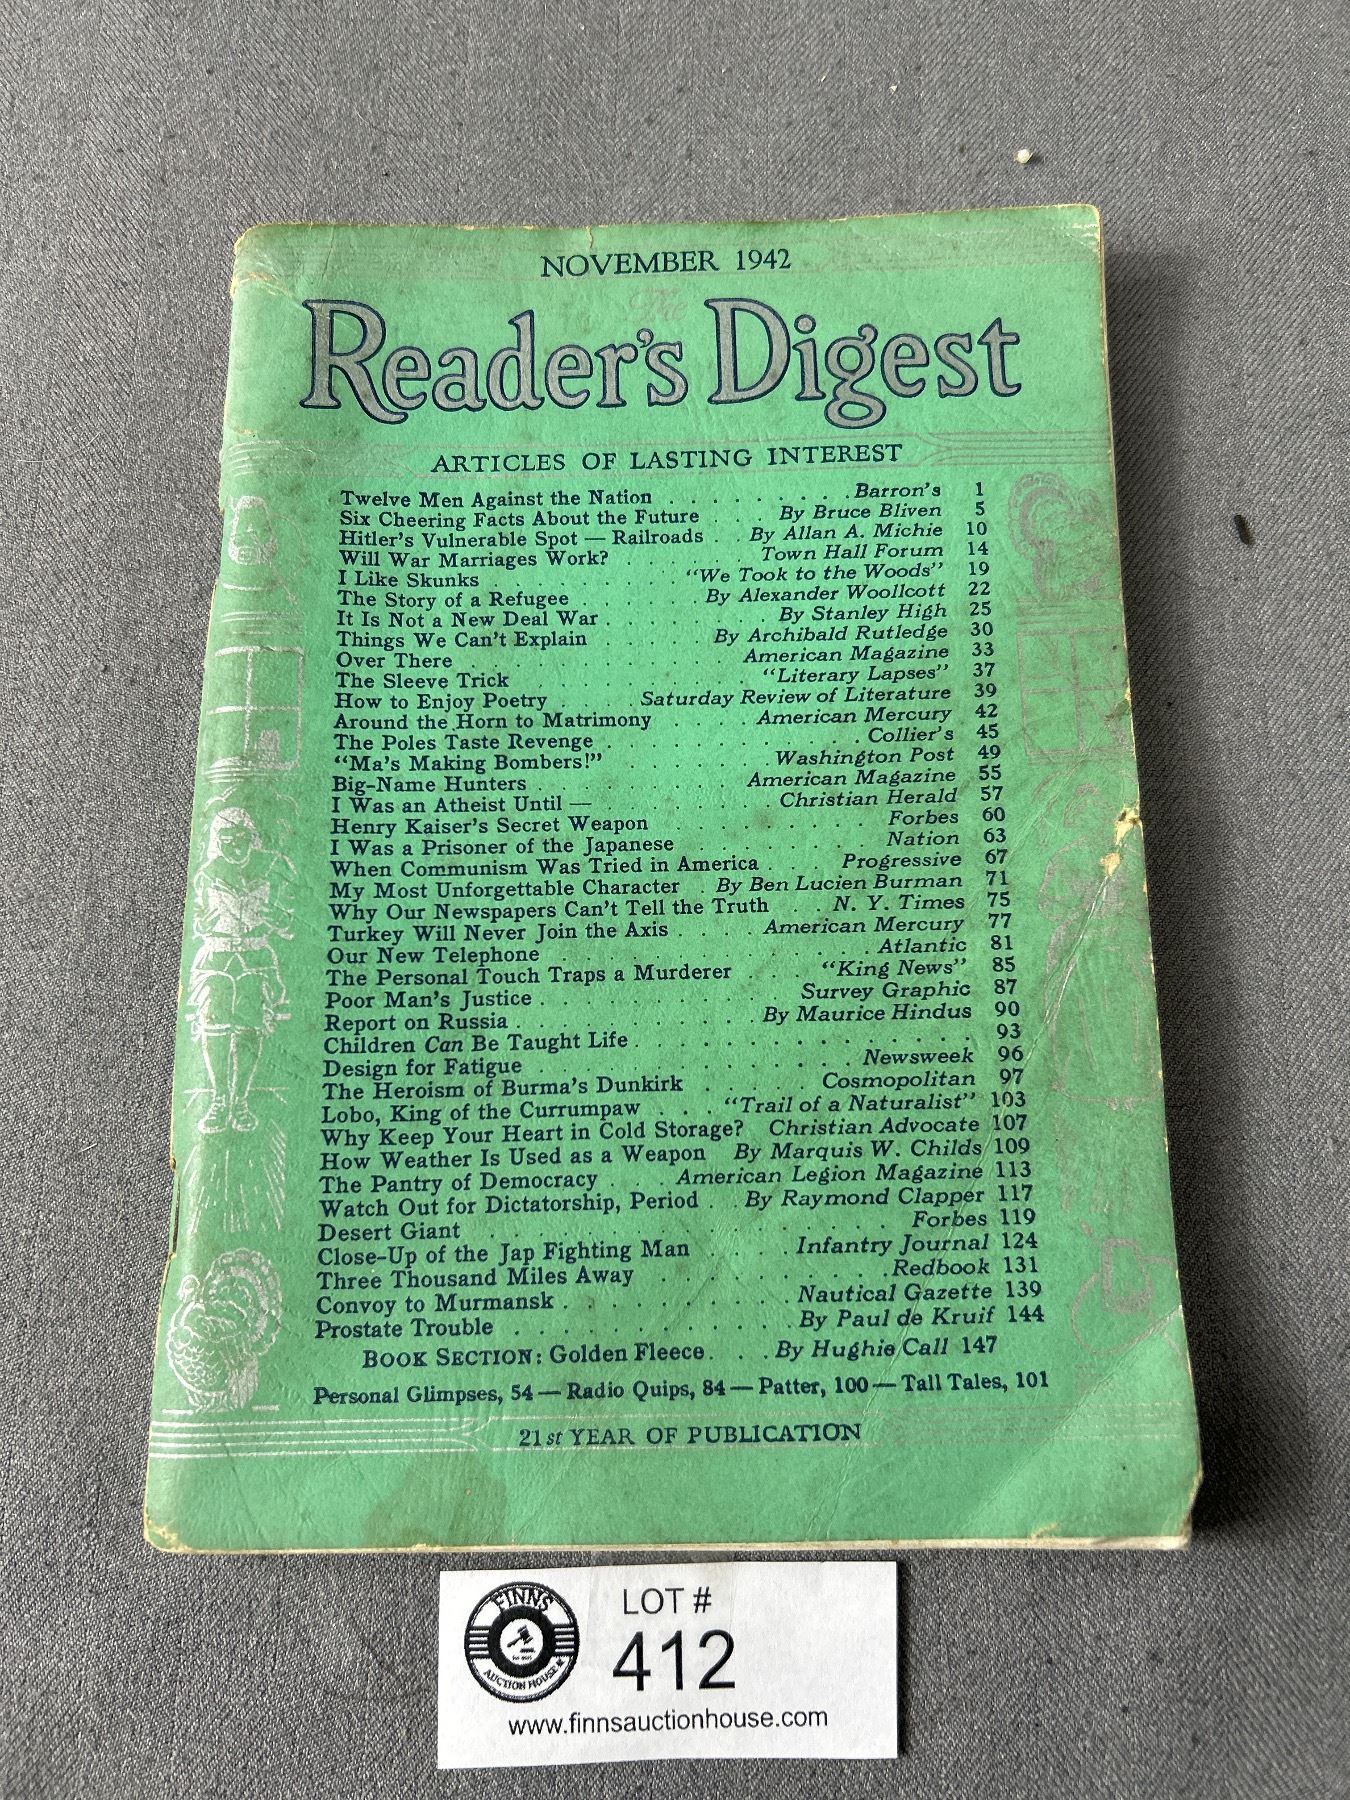 NOVEMBER 1942
The
Reader's Digest
ARTICLES OF LASTING INTEREST
Twelve Men Against the Nation . . . . . . . . . Barron's 1
Six Cheering Facts About the Future . . . By Bruce Bliven 5
Hitler's Vulnerable Spot — Railroads . . By Allan A. Michie 10
Will War Marriages Work? . . . . . . Town Hall Forum 14
I Like Skunks . . . . . . . . . "We Took to the Woods" 19
The Story of a Refugee . . . . . . . By Alexander Woollcott 22
It Is Not a New Deal War . . . . . . . . By Stanley High 25
Things We Can't Explain . . . . . By Archibald Rutledge 30
Over There . . . . . . . . . . . . . American Magazine 33
The Sleeve Trick . . . . . . . . . . "Literary Lapses" 37
How to Enjoy Poetry . . . . Saturday Review of Literature 39
Around the Horn to Matrimony . . . . American Mercury 42
The Poles Taste Revenge . . . . . . . . . . . . . Collier's 45
"Ma's Making Bombers!" . . . . . . . Washington Post 49
Big-Name Hunters . . . . . . . . . . American Magazine 55
I Was an Atheist Until — . . . . . . . Christian Herald 57
Henry Kaiser's Secret Weapon . . . . . . . . . Forbes 60
I Was a Prisoner of the Japanese . . . . . . . . Nation 63
When Communism Was Tried in America . . . Progressive 67
My Most Unforgettable Character . By Ben Lucien Burman 71
Why Our Newspapers Can't Tell the Truth . . N. Y. Times 75
Turkey Will Never Join the Axis . . . . American Mercury 77
Our New Telephone . . . . . . . . . . . . . . Atlantic 81
The Personal Touch Traps a Murderer . . . "King News" 85
Poor Man's Justice . . . . . . . . . . . Survey Graphic 87
Report on Russia . . . . . . . . . . . By Maurice Hindus 90
Children Can Be Taught Life . . . . . . . . . . . . . . . 93
Design for Fatigue . . . . . . . . . . . . . . Newsweek 96
The Heroism of Burma's Dunkirk . . . . . Cosmopolitan 97
Lobo, King of the Currumpaw . . . "Trail of a Naturalist" 103
Why Keep Your Heart in Cold Storage? Christian Advocate 107
How Weather Is Used as a Weapon By Marquis W. Childs 109
The Pantry of Democracy . . . American Legion Magazine 113
Watch Out for Dictatorship, Period . . By Raymond Clapper 117
Desert Giant . . . . . . . . . . . . . . . . . Forbes 119
Close-Up of the Jap Fighting Man . . . . Infantry Journal 124
Three Thousand Miles Away . . . . . . . . . . Redbook 131
Convoy to Murmansk . . . . . . . . . . Nautical Gazette 139
Prostate Trouble . . . . . . . . . . . . By Paul de Kruif 144
BOOK SECTION: Golden Fleece . . . By Hughie Call 147
Personal Glimpses, 54 — Radio Quips, 84 — Patter, 100 — Tall Tales, 101
21st YEAR OF PUBLICATION
FINNS
AUCTION HOUSE
LOT #
412
www.finnsauctionhouse.com